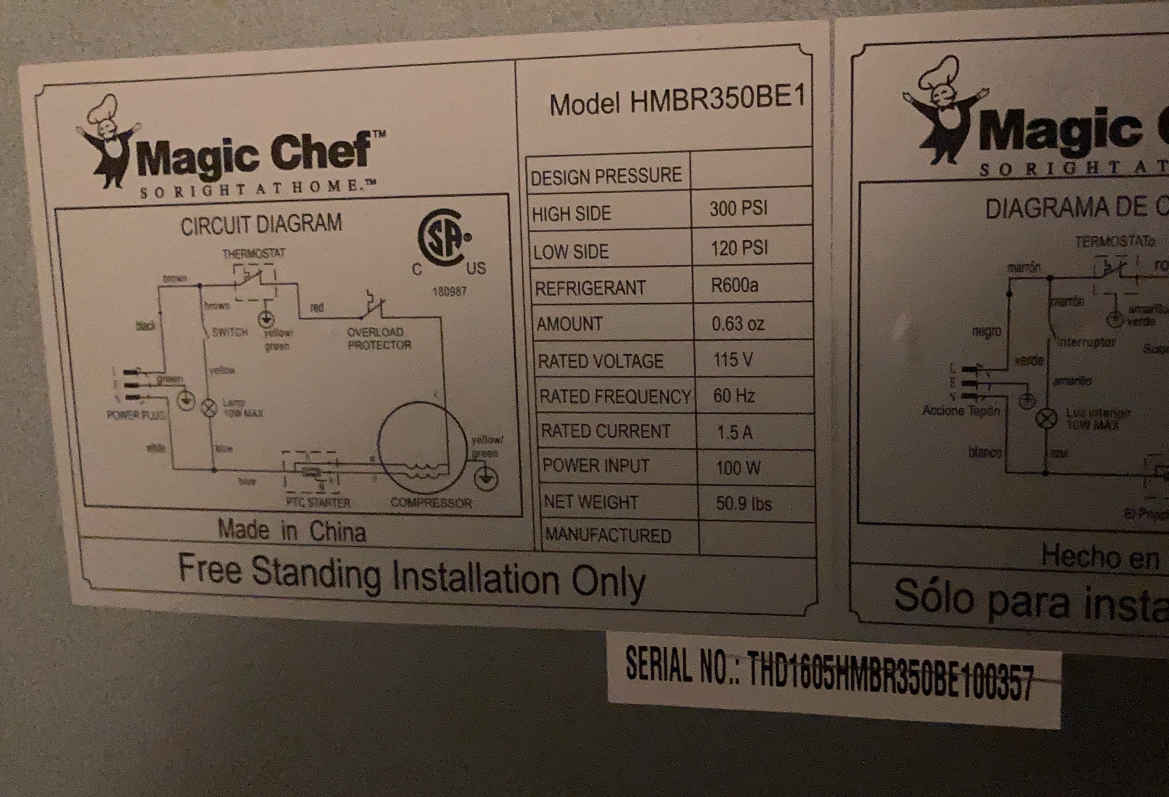 Magic Chef™
SO RIGHT AT HOME.™
CIRCUIT DIAGRAM
THERMOSTAT
brown
brown
red
black
SWITCH
yellow/
green
OVERLOAD
PROTECTOR
yellow
L
E
green
Lamp
10W MAX
POWER PLUG
white
blue
blue
PTC STARTER
COMPRESSOR
yellow/
green
C
US
180987
Made in China
Free Standing Installation Only
Model HMBR350BE1
DESIGN PRESSURE
HIGH SIDE 300 PSI
LOW SIDE 120 PSI
REFRIGERANT R600a
AMOUNT 0.63 oz
RATED VOLTAGE 115 V
RATED FREQUENCY 60 Hz
RATED CURRENT 1.5 A
POWER INPUT 100 W
NET WEIGHT 50.9 lbs
MANUFACTURED
Magic
SO RIGHT AT
DIAGRAMA DE C
TERMOSTATo
marrón
marrón
negro
amarillo
verde
Interruptor
verde
L
E
amarillo
10W MAX
blanco
azul
Hecho en
Sólo para insta
SERIAL NO.: THD1605HMBR350BE100357